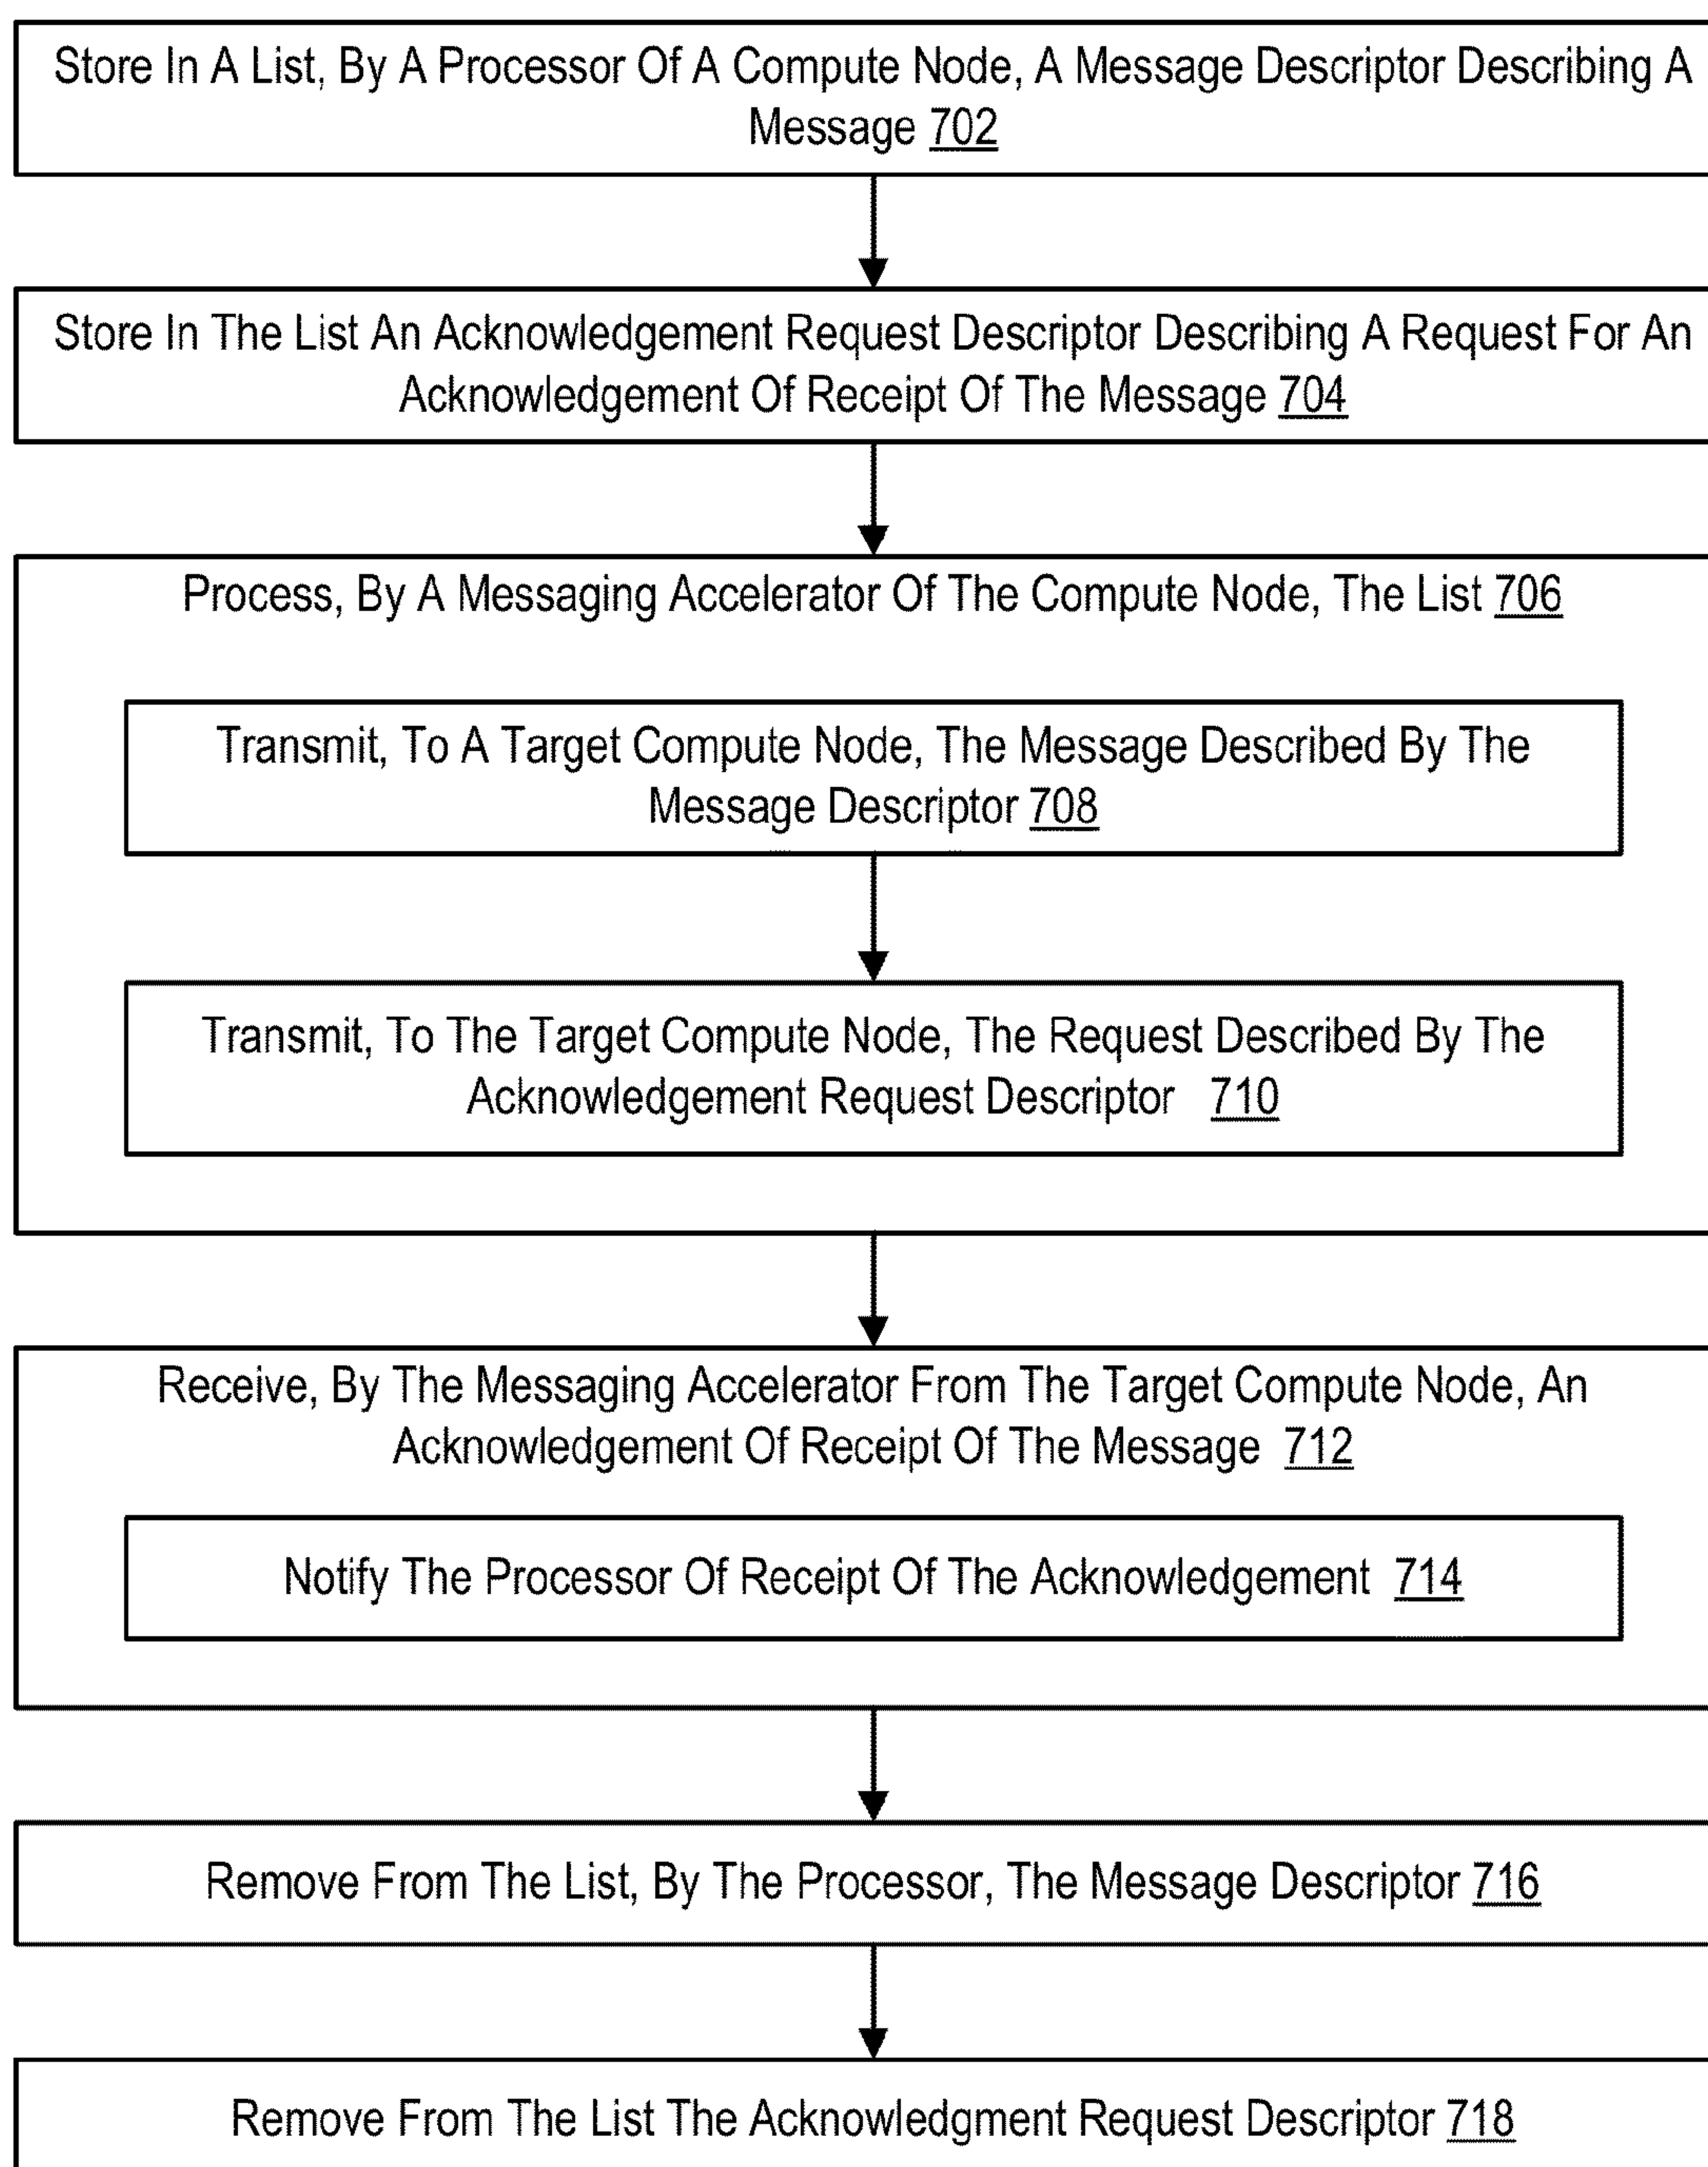 Store In A List, By A Processor Of A Compute Node, A Message Descriptor Describing A
Message 702
Store In The List An Acknowledgement Request Descriptor Describing A Request For An
Acknowledgement Of Receipt Of The Message 704
Process, By A Messaging Accelerator Of The Compute Node, The List 706
Transmit, To A Target Compute Node, The Message Described By The
Message Descriptor 708
Transmit, To The Target Compute Node, The Request Described By The
Acknowledgement Request Descriptor 710
Receive, By The Messaging Accelerator From The Target Compute Node, An
Acknowledgement Of Receipt Of The Message 712
Notify The Processor Of Receipt Of The Acknowledgement 714
Remove From The List, By The Processor, The Message Descriptor 716
Remove From The List The Acknowledgment Request Descriptor 718